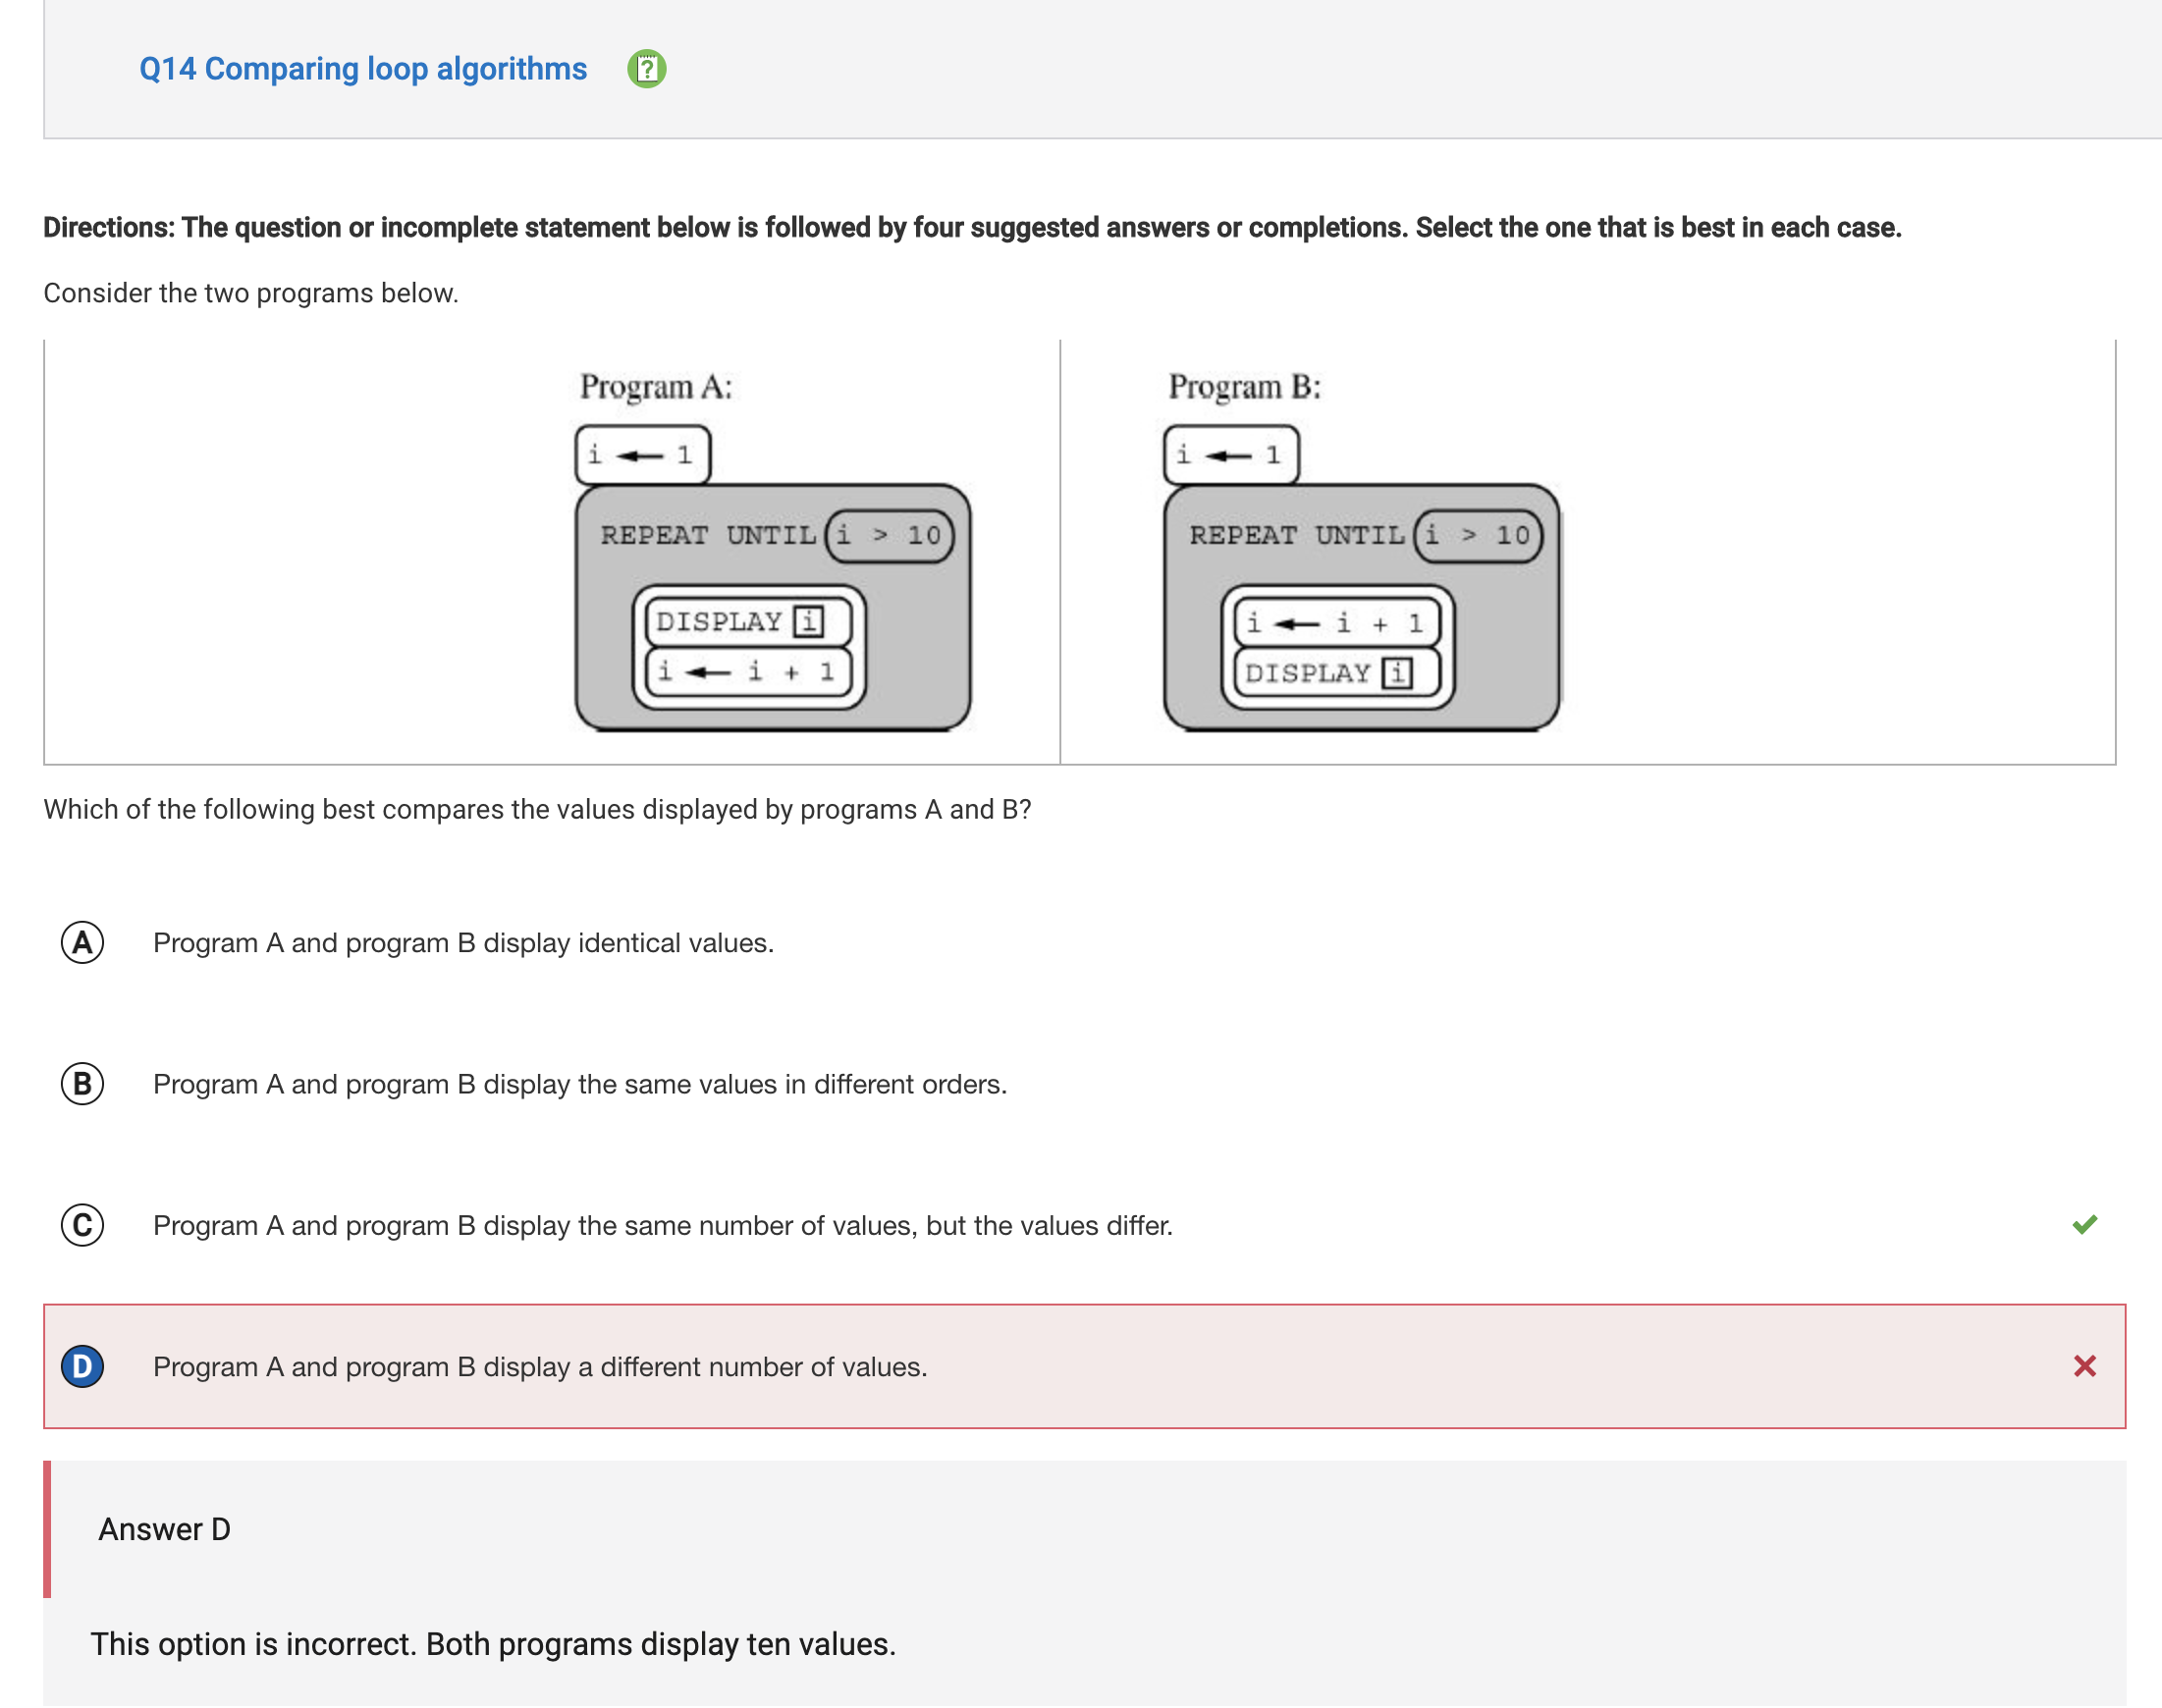 Q14 Comparing loop algorithms ?
Directions: The question or incomplete statement below is followed by four suggested answers or completions. Select the one that is best in each case.
Consider the two programs below.
Program A:
i ← 1
REPEAT UNTIL i > 10
DISPLAY i
i ← i + 1
Program B:
i ← 1
REPEAT UNTIL i > 10
i ← i + 1
DISPLAY i
Which of the following best compares the values displayed by programs A and B?
A Program A and program B display identical values.
B Program A and program B display the same values in different orders.
C Program A and program B display the same number of values, but the values differ.
D Program A and program B display a different number of values.
Answer D
This option is incorrect. Both programs display ten values.